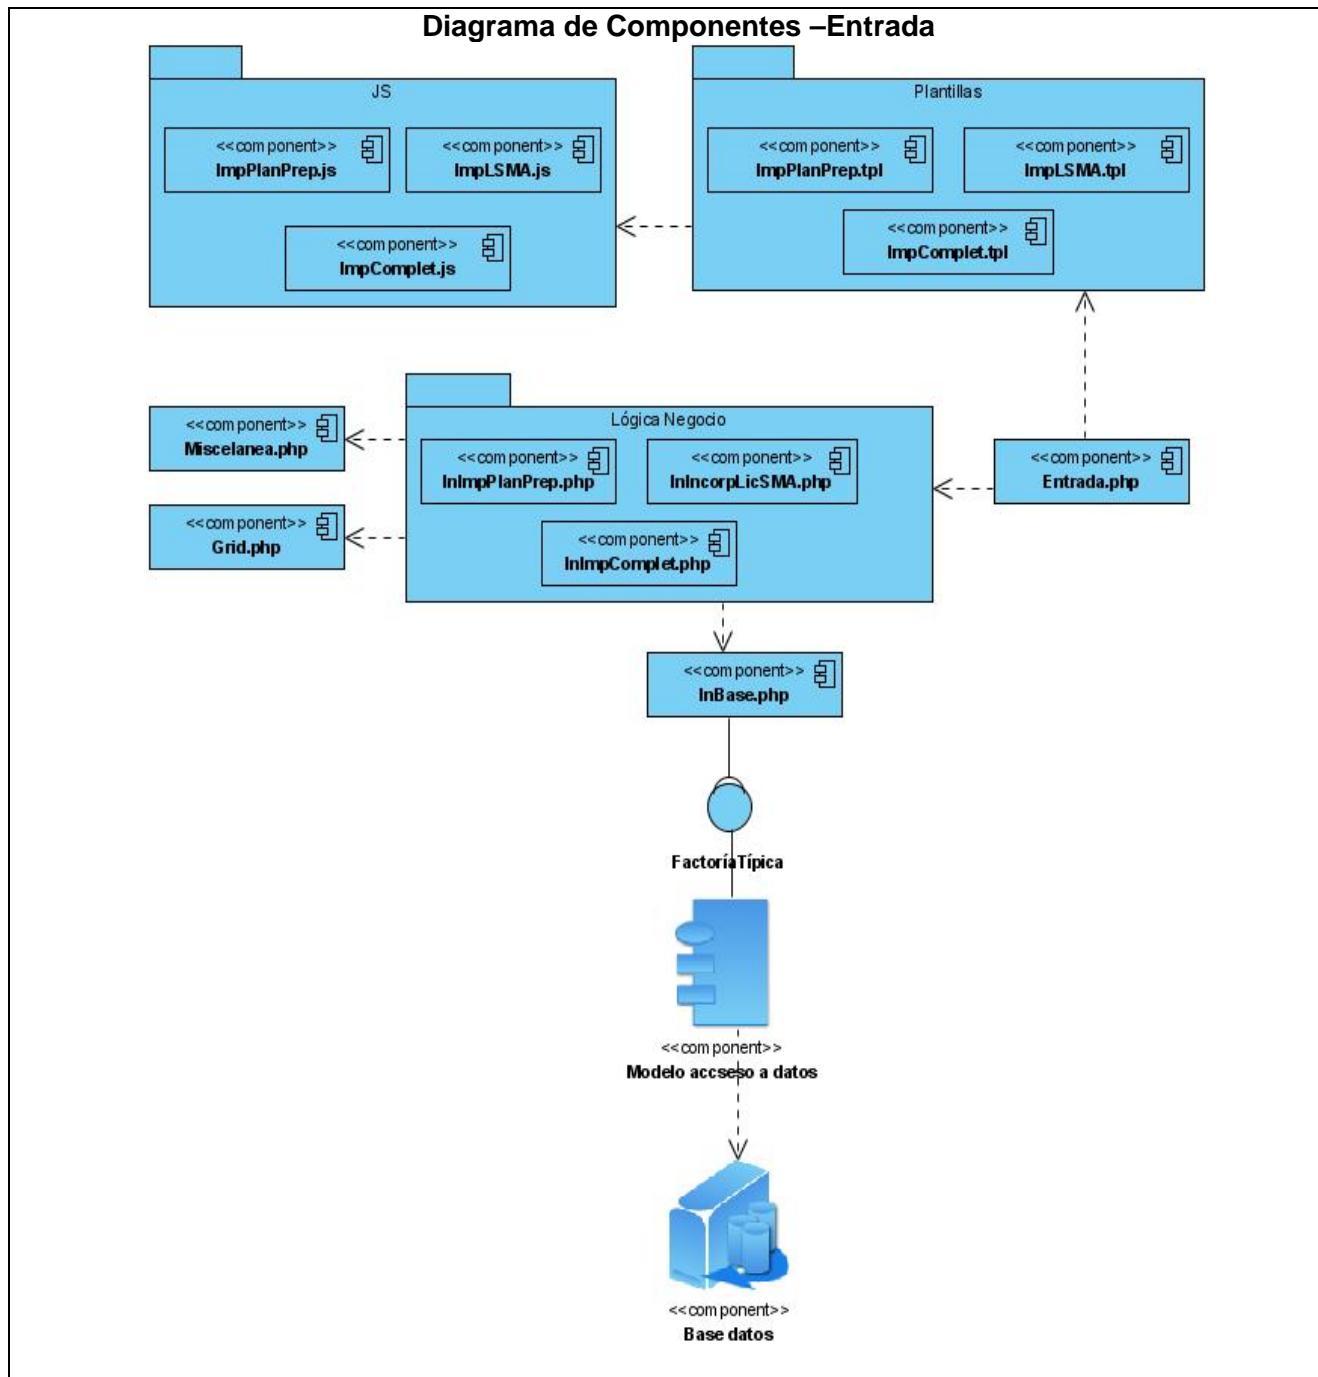 Diagrama de Componentes –Entrada
JS
<<component>>
ImpPlanPrep.js
<<component>>
ImpLSMA.js
<<component>>
ImpComplet.js
Plantillas
<<component>>
ImpPlanPrep.tpl
<<component>>
ImpLSMA.tpl
<<component>>
ImpComplet.tpl
<<component>>
Miscelanea.php
<<component>>
Grid.php
Lógica Negocio
<<component>>
InImpPlanPrep.php
<<component>>
InIncorpLicSMA.php
<<component>>
InImpComplet.php
<<component>>
Entrada.php
<<component>>
InBase.php
FactoríaTípica
<<component>>
Modelo accseso a datos
<<component>>
Base datos